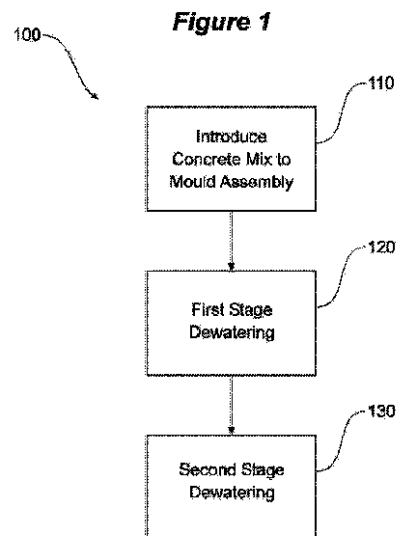 Figure 1
100
110
Introduce
Concrete Mix to
Mould Assembly
120
First Stage
Dewatering
130
Second Stage
Dewatering